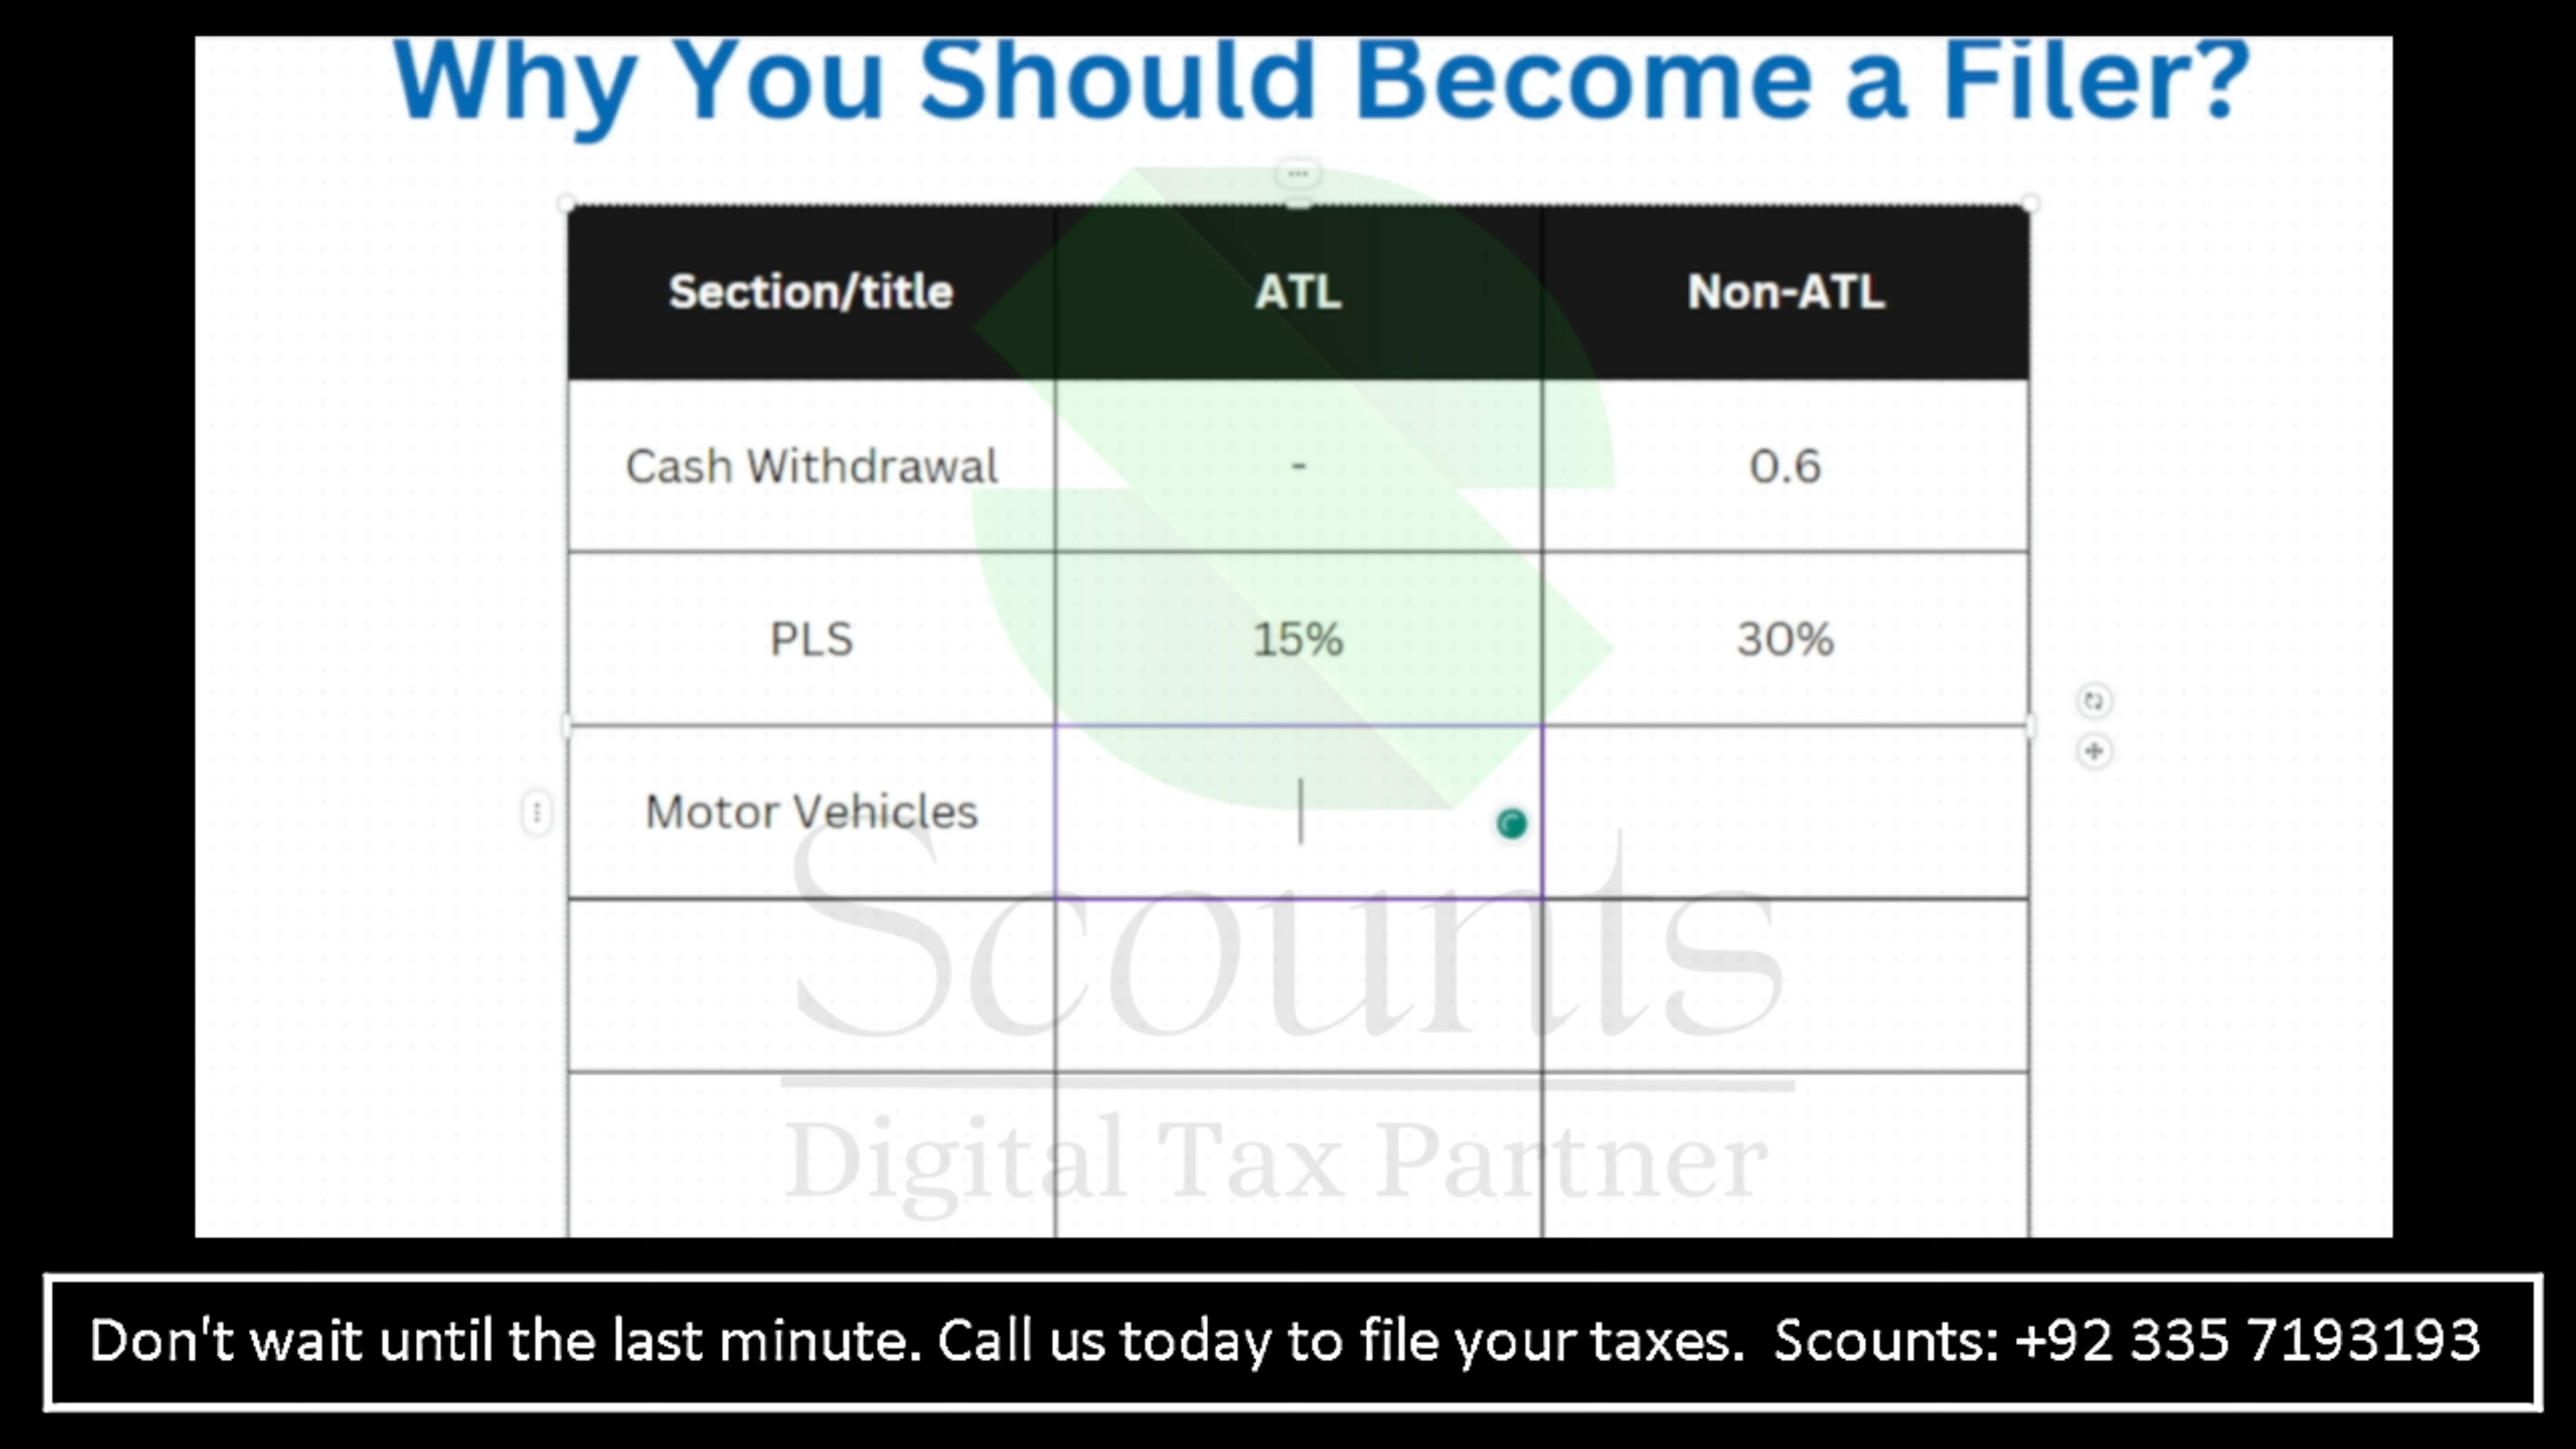 Why You Should Become a Filer?
Section/title ATL Non-ATL
Cash Withdrawal - 0.6
PLS 15% 30%
Motor Vehicles
Scounts
Digital Tax Partner
Don't wait until the last minute. Call us today to file your taxes. Scounts: +92 335 7193193